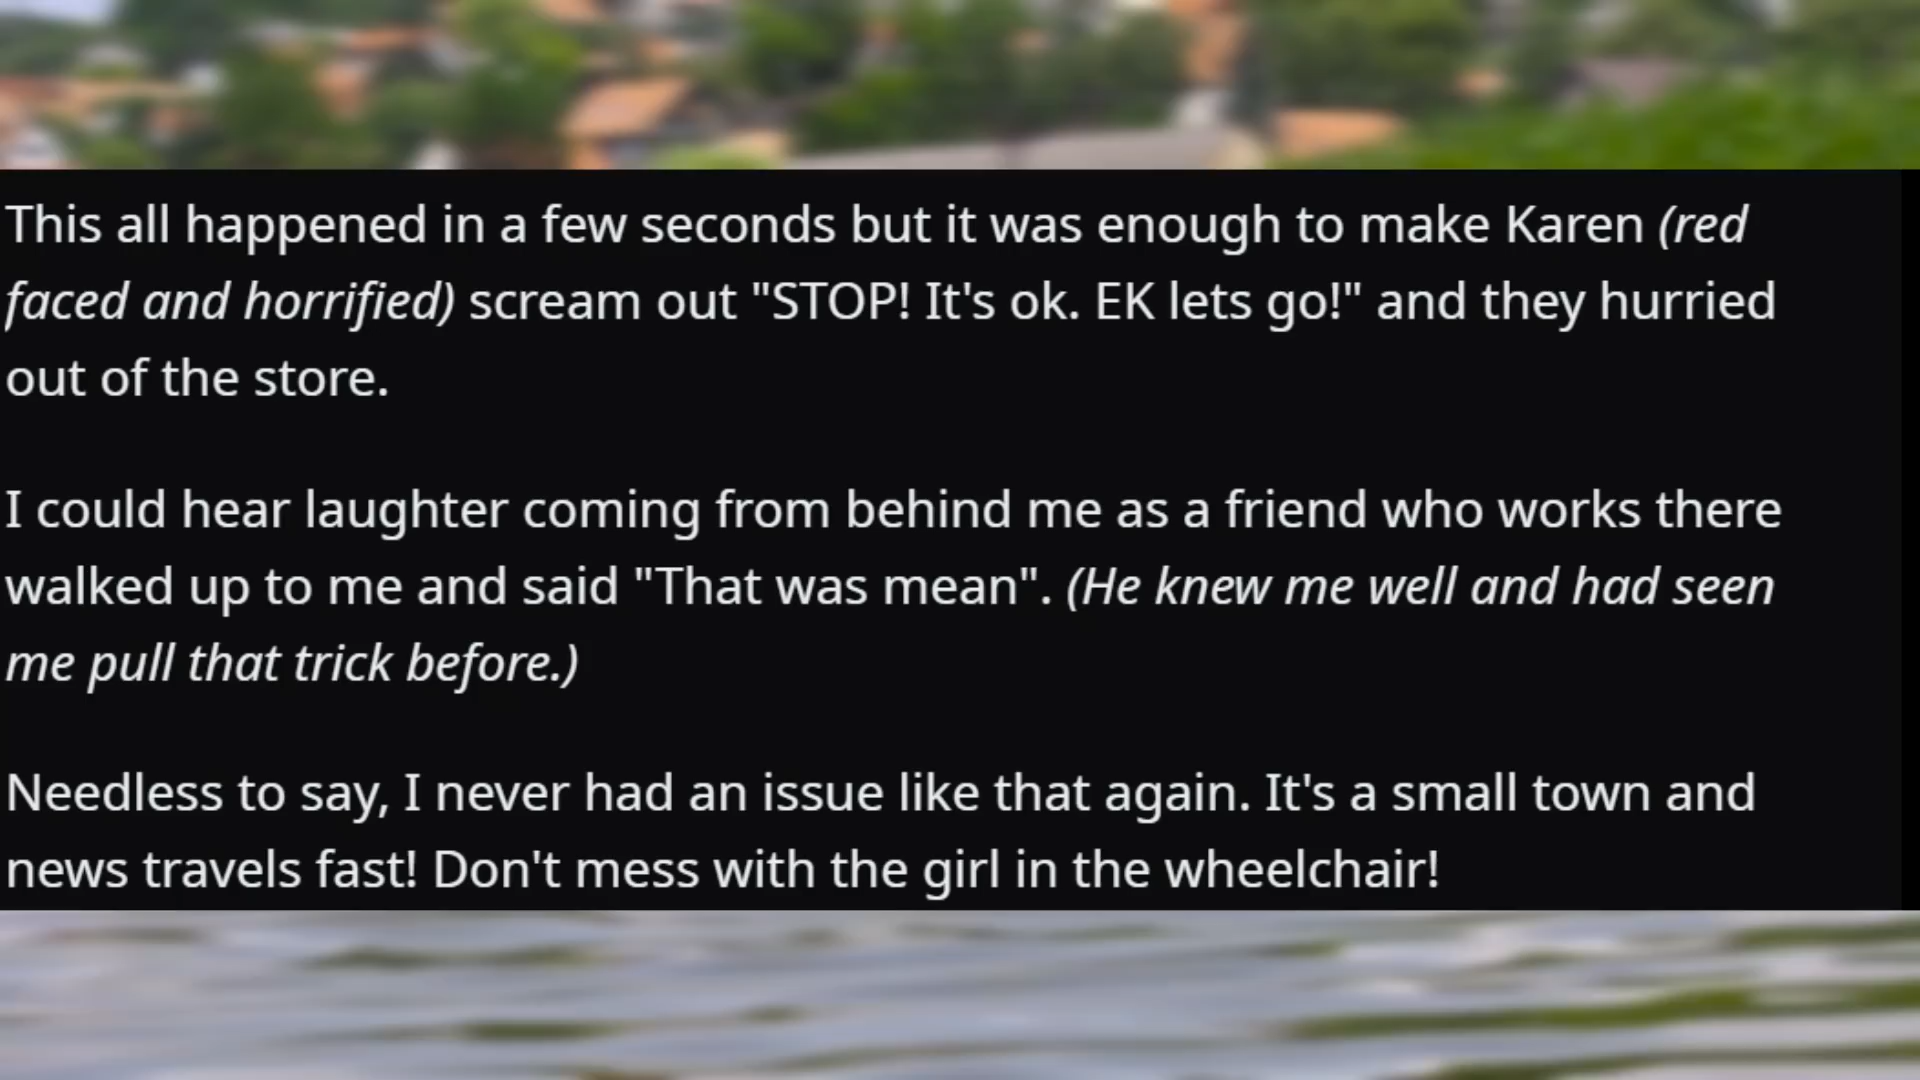 This all happened in a few seconds but it was enough to make Karen (red
faced and horrified) scream out "STOP! It's ok. EK lets go!" and they hurried
out of the store.
I could hear laughter coming from behind me as a friend who works there
walked up to me and said "That was mean". (He knew me well and had seen
me pull that trick before.)
Needless to say, I never had an issue like that again. It's a small town and
news travels fast! Don't mess with the girl in the wheelchair!